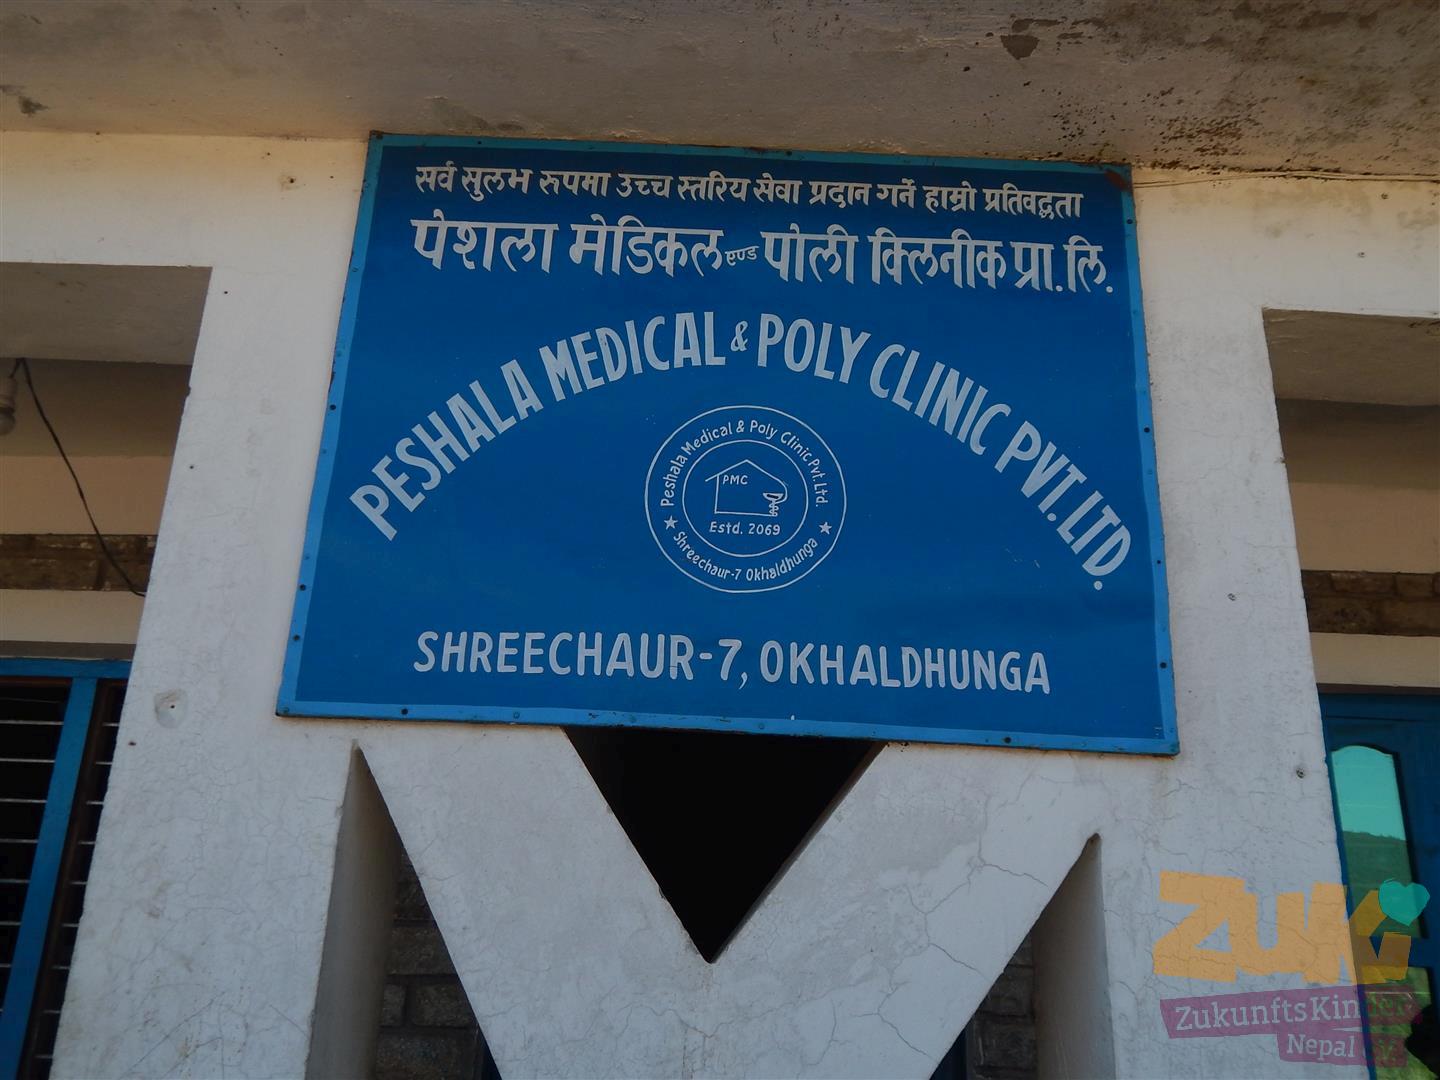 सर्व सुलभ रुपमा उच्च स्तरिय सेवा प्रदान गर्ने हाम्रो प्रतिवद्धता
पेशला मेडिकल एण्ड पोली क्लिनीक प्रा.लि.
PESHALA MEDICAL & POLY CLINIC PVT.LTD.
Peshala Medical & Poly Clinic Pvt.Ltd.
PMC
Estd. 2069
Shreechaur-7 Okhaldhunga
SHREECHAUR-7, OKHALDHUNGA
ZUKI
ZukunftsKinder
Nepal e.V.